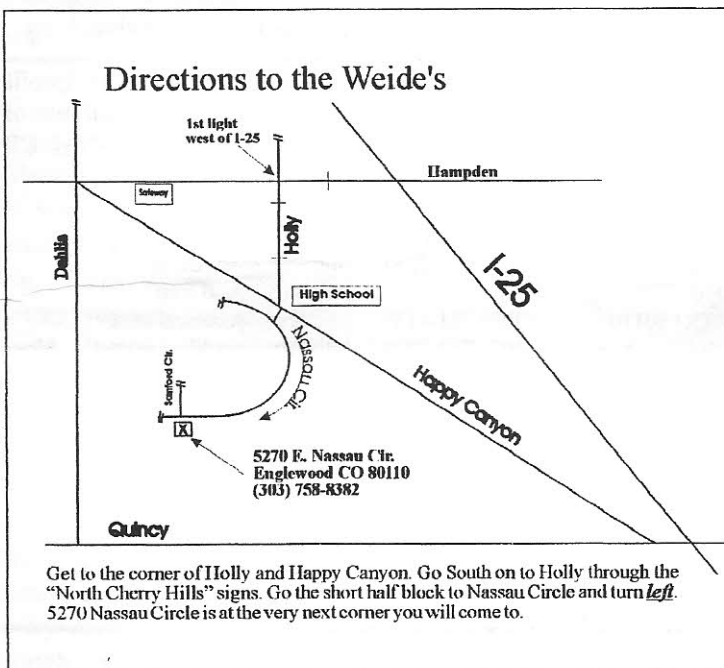 Directions to the Weide's
1st light
west of I-25
Hampden
Safeway
Dahlia
Holly
I-25
High School
Nassau Cir.
Sanford Cir.
Happy Canyon
X
5270 E. Nassau Cir.
Englewood CO 80110
(303) 758-8382
Quincy
Get to the corner of Holly and Happy Canyon. Go South on to Holly through the
“North Cherry Hills” signs. Go the short half block to Nassau Circle and turn left.
5270 Nassau Circle is at the very next corner you will come to.